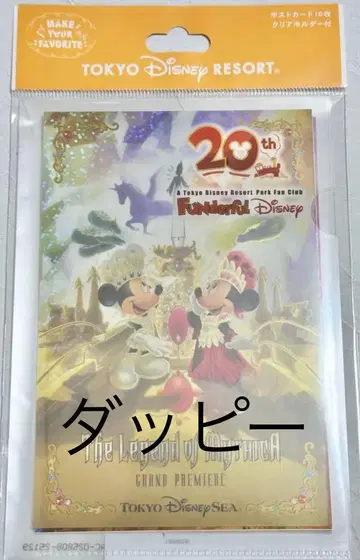 MAKE
YOUR
FAVORITE
ポストカード10枚
クリアホルダー付
TOKYO DISNEY RESORT®
20th
A Tokyo Disney Resort Park Fan Club
Funderful Disney
ダッピー
The Legend of Mythica
GRAND PREMIERE
TOKYO DISNEYSEA